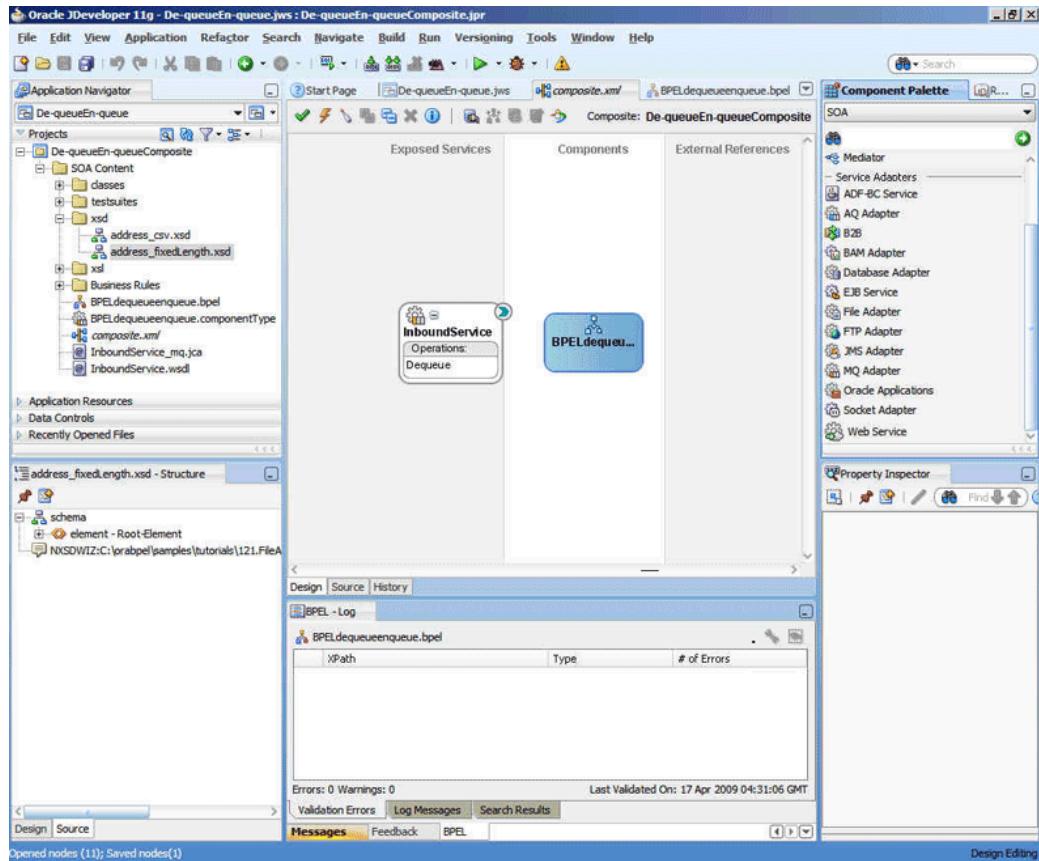 Oracle JDeveloper 11g - De-queueEn-queue.jws : De-queueEn-queueComposite.jpr
File Edit View Application Refactor Search Navigate Build Run Versioning Tools Window Help
Search
Application Navigator
De-queueEn-queue
Projects
De-queueEn-queueComposite
SOA Content
classes
testsuites
xsd
address_csv.xsd
address_fixedLength.xsd
xsl
Business Rules
BPELdequeueenqueue.bpel
BPELdequeueenqueue.componentType
composite.xml
InboundService_mq.jca
InboundService.wsdl
Application Resources
Data Controls
Recently Opened Files
address_fixedLength.xsd - Structure
schema
element - Root-Element
NXSDWIZ:C:\prabpel\samples\tutorials\121.FileA
Design Source
Start Page De-queueEn-queue.jws composite.xml BPELdequeueenqueue.bpel
Composite: De-queueEn-queueComposite
Exposed Services Components External References
InboundService
Operations:
Dequeue
BPELdequeu...
Design Source History
BPEL - Log
BPELdequeueenqueue.bpel
XPath Type # of Errors
Errors: 0 Warnings: 0 Last Validated On: 17 Apr 2009 04:31:06 GMT
Validation Errors Log Messages Search Results
Messages Feedback BPEL
Component Palette R...
SOA
Mediator
Service Adapters
ADF-BC Service
AQ Adapter
B2B
BAM Adapter
Database Adapter
EJB Service
File Adapter
FTP Adapter
JMS Adapter
MQ Adapter
Oracle Applications
Socket Adapter
Web Service
Property Inspector
Find
Opened nodes (11); Saved nodes(1) Design Editing